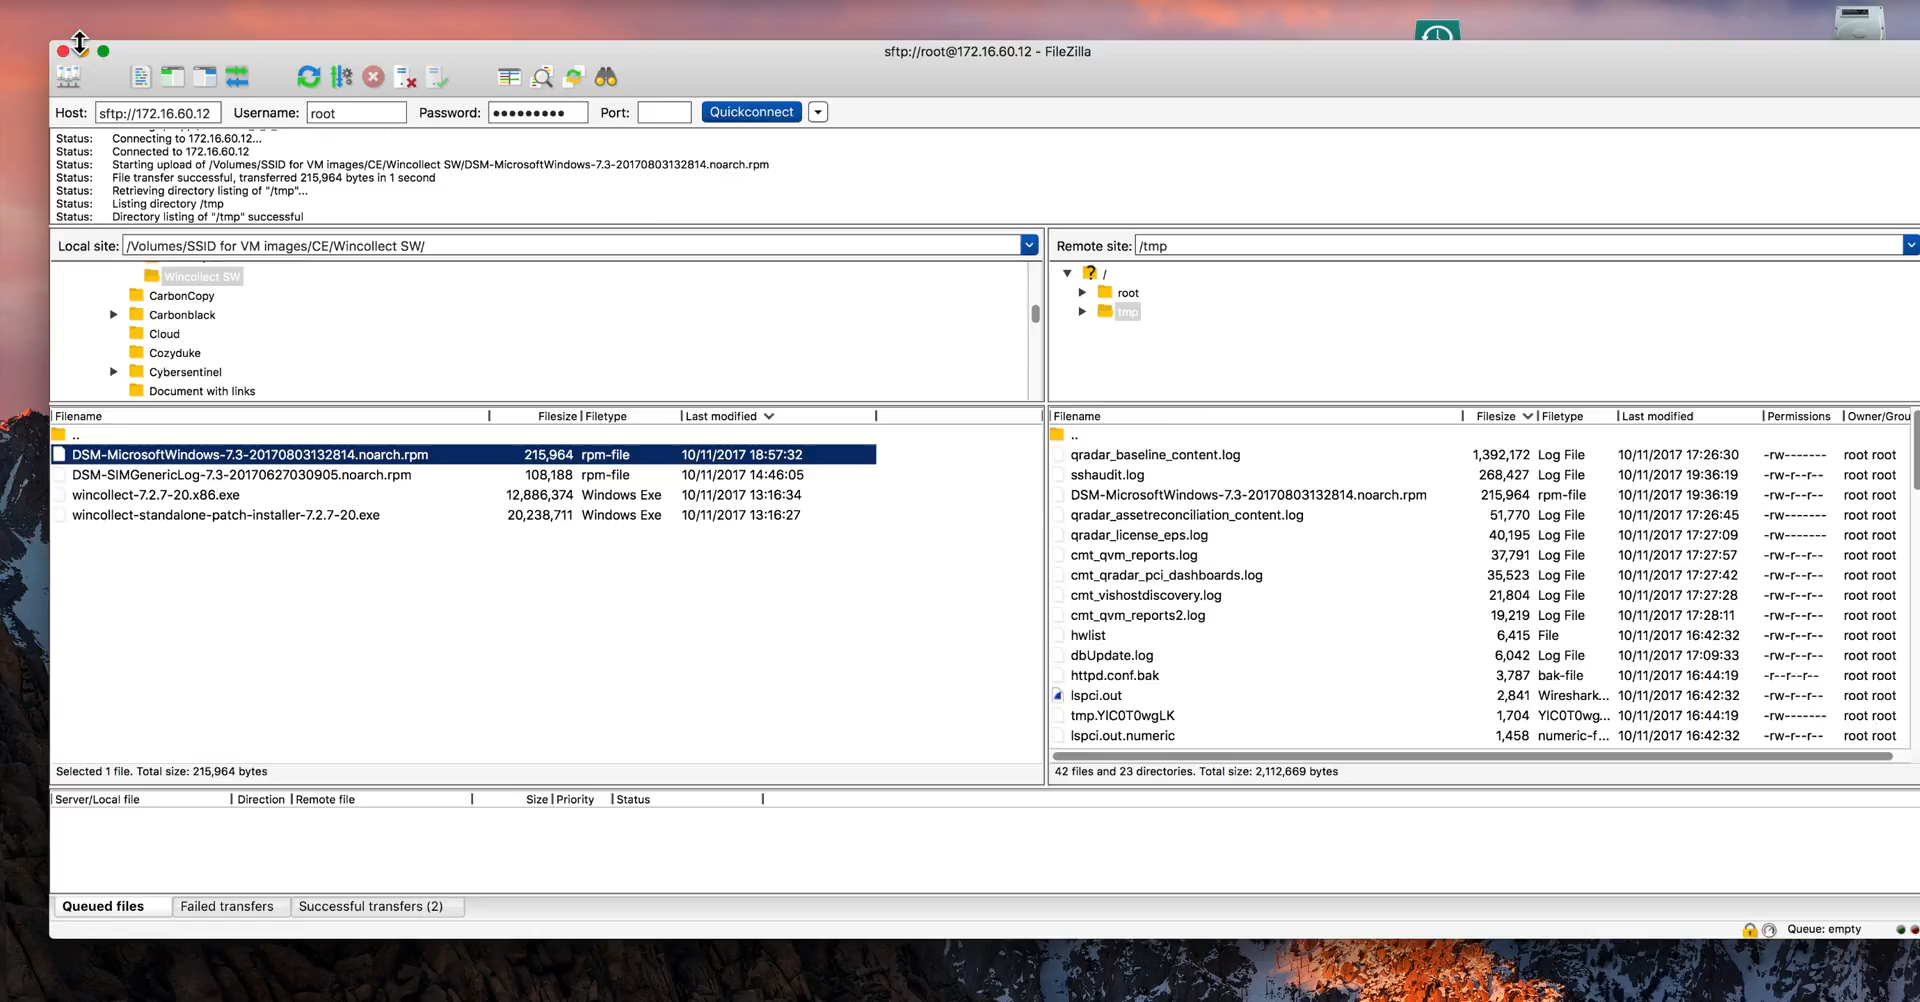 sftp://root@172.16.60.12 - FileZilla
Host: sftp://172.16.60.12 Username: root Password: ●●●●●●●●● Port: Quickconnect
Status: Connecting to 172.16.60.12...
Status: Connected to 172.16.60.12
Status: Starting upload of /Volumes/SSID for VM images/CE/Wincollect SW/DSM-MicrosoftWindows-7.3-20170803132814.noarch.rpm
Status: File transfer successful, transferred 215,964 bytes in 1 second
Status: Retrieving directory listing of "/tmp"...
Status: Listing directory /tmp
Status: Directory listing of "/tmp" successful
Local site: /Volumes/SSID for VM images/CE/Wincollect SW/
Wincollect SW
CarbonCopy
Carbonblack
Cloud
Cozyduke
Cybersentinel
Document with links
Filename Filesize Filetype Last modified
..
DSM-MicrosoftWindows-7.3-20170803132814.noarch.rpm 215,964 rpm-file 10/11/2017 18:57:32
DSM-SIMGenericLog-7.3-20170627030905.noarch.rpm 108,188 rpm-file 10/11/2017 14:46:05
wincollect-7.2.7-20.x86.exe 12,886,374 Windows Exe 10/11/2017 13:16:34
wincollect-standalone-patch-installer-7.2.7-20.exe 20,238,711 Windows Exe 10/11/2017 13:16:27
Selected 1 file. Total size: 215,964 bytes
Remote site: /tmp
/
root
tmp
Filename Filesize Filetype Last modified Permissions Owner/Grou
..
qradar_baseline_content.log 1,392,172 Log File 10/11/2017 17:26:30 -rw------- root root
sshaudit.log 268,427 Log File 10/11/2017 19:36:19 -rw-r--r-- root root
DSM-MicrosoftWindows-7.3-20170803132814.noarch.rpm 215,964 rpm-file 10/11/2017 19:36:19 -rw-r--r-- root root
qradar_assetreconciliation_content.log 51,770 Log File 10/11/2017 17:26:45 -rw------- root root
qradar_license_eps.log 40,195 Log File 10/11/2017 17:27:09 -rw------- root root
cmt_qvm_reports.log 37,791 Log File 10/11/2017 17:27:57 -rw-r--r-- root root
cmt_qradar_pci_dashboards.log 35,523 Log File 10/11/2017 17:27:42 -rw-r--r-- root root
cmt_vishostdiscovery.log 21,804 Log File 10/11/2017 17:27:28 -rw-r--r-- root root
cmt_qvm_reports2.log 19,219 Log File 10/11/2017 17:28:11 -rw-r--r-- root root
hwlist 6,415 File 10/11/2017 16:42:32 -rw-r--r-- root root
dbUpdate.log 6,042 Log File 10/11/2017 17:09:33 -rw-r--r-- root root
httpd.conf.bak 3,787 bak-file 10/11/2017 16:44:19 -r--r--r-- root root
lspci.out 2,841 Wireshark... 10/11/2017 16:42:32 -rw-r--r-- root root
tmp.YIC0T0wgLK 1,704 YIC0T0wg... 10/11/2017 16:44:19 -rw------- root root
lspci.out.numeric 1,458 numeric-f... 10/11/2017 16:42:32 -rw-r--r-- root root
42 files and 23 directories. Total size: 2,112,669 bytes
Server/Local file Direction Remote file Size Priority Status
Queued files Failed transfers Successful transfers (2)
Queue: empty